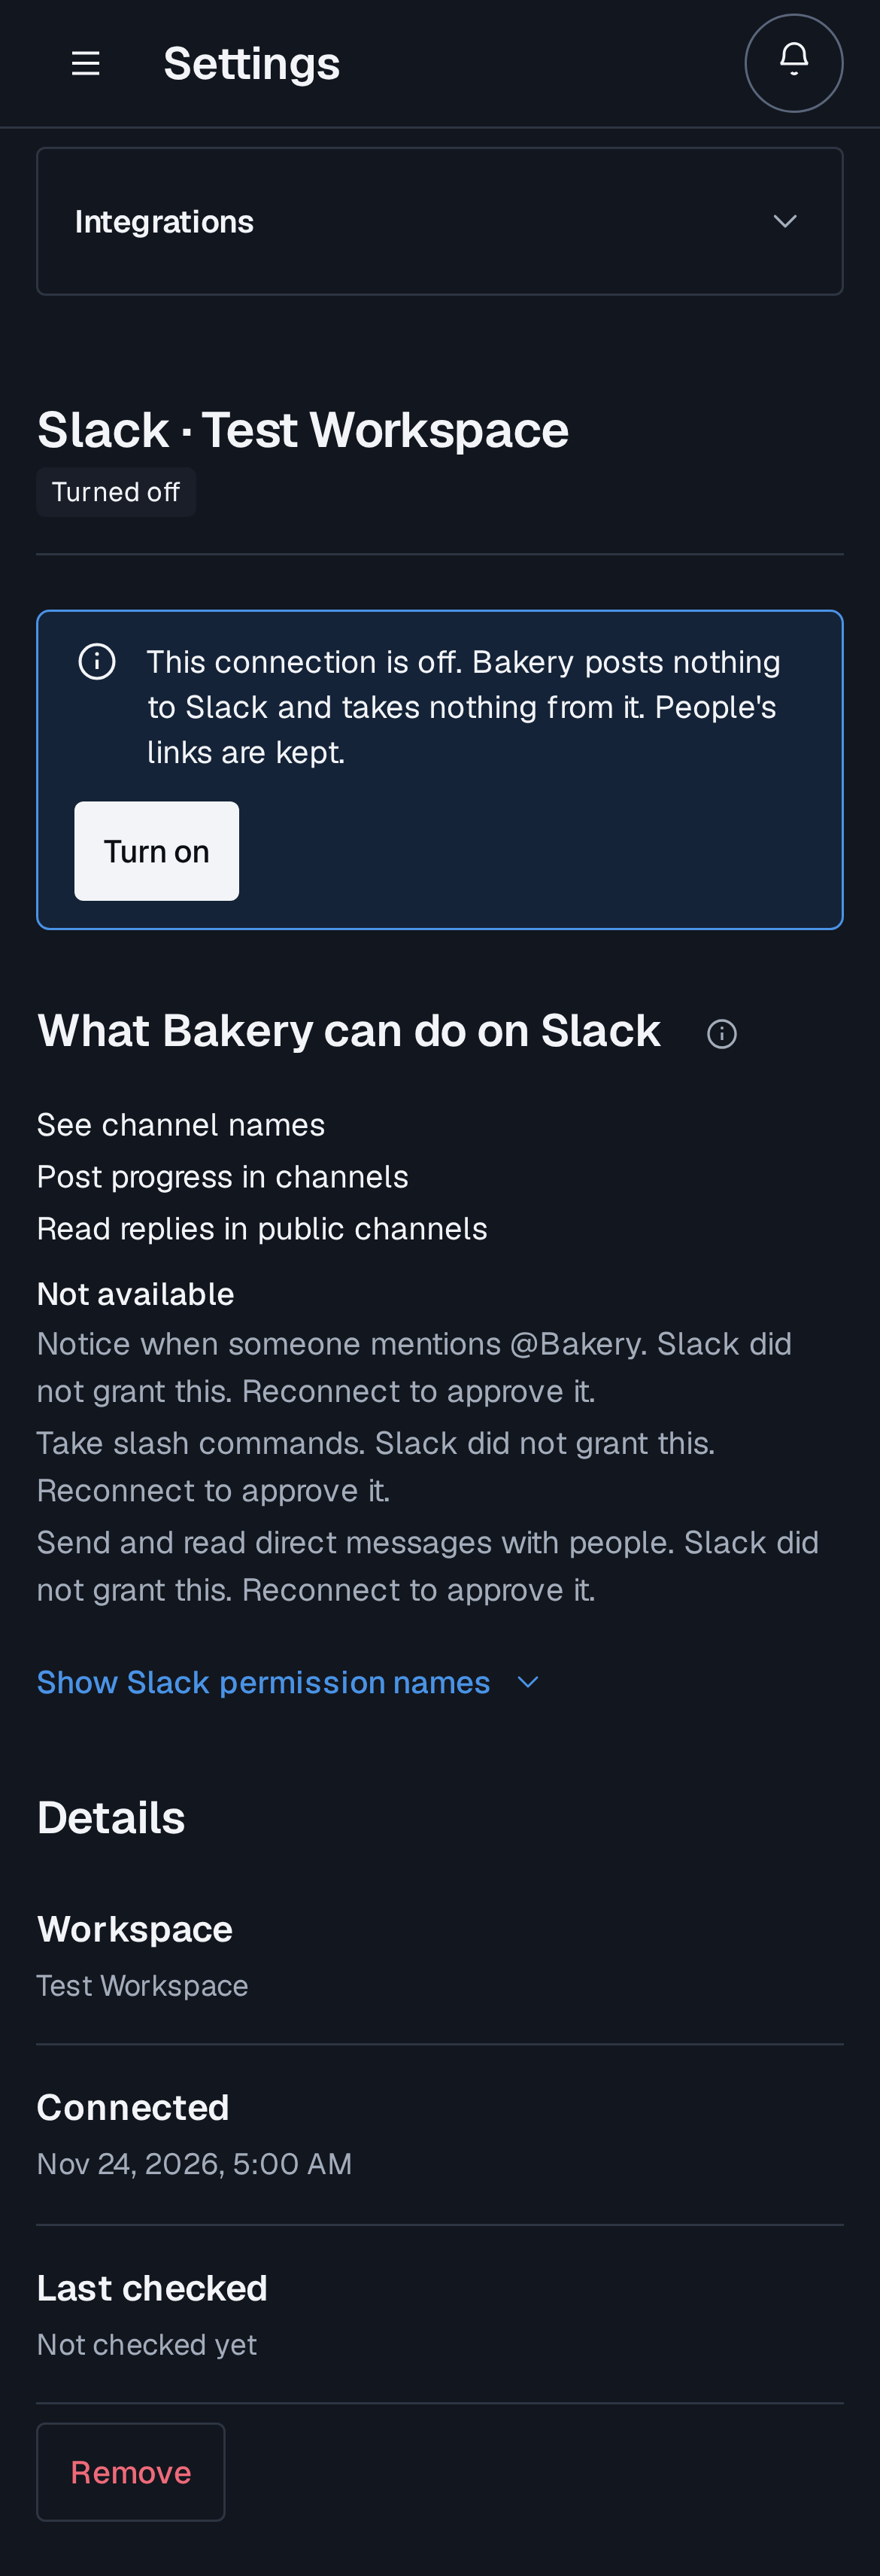 Settings
Integrations
Slack · Test Workspace
Turned off
This connection is off. Bakery posts nothing
to Slack and takes nothing from it. People's
links are kept.
Turn on
What Bakery can do on Slack
See channel names
Post progress in channels
Read replies in public channels
Not available
Notice when someone mentions @Bakery. Slack did
not grant this. Reconnect to approve it.
Take slash commands. Slack did not grant this.
Reconnect to approve it.
Send and read direct messages with people. Slack did
not grant this. Reconnect to approve it.
Show Slack permission names
Details
Workspace
Test Workspace
Connected
Nov 24, 2026, 5:00 AM
Last checked
Not checked yet
Remove